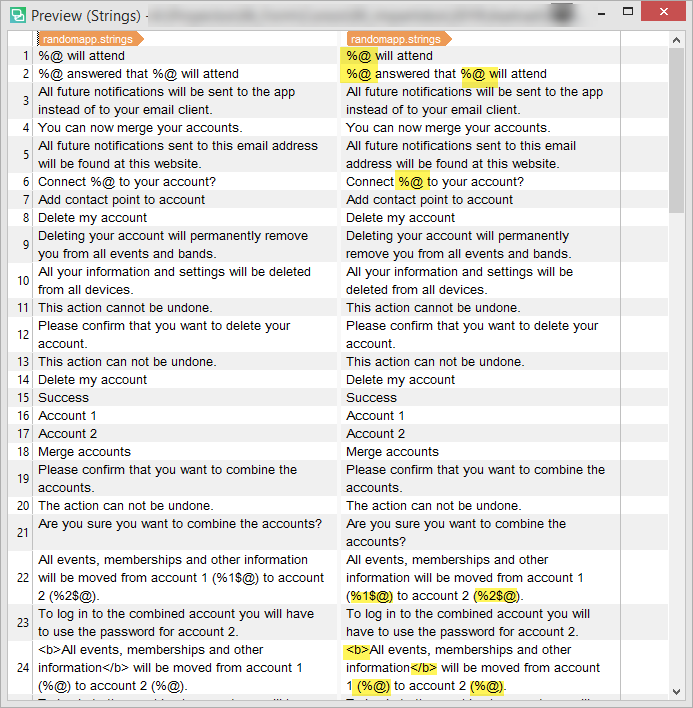 Preview (Strings) -
randomapp.strings
randomapp.strings
1 %@ will attend %@ will attend
2 %@ answered that %@ will attend %@ answered that %@ will attend
3 All future notifications will be sent to the app All future notifications will be sent to the app
instead of to your email client. instead of to your email client.
4 You can now merge your accounts. You can now merge your accounts.
5 All future notifications sent to this email address All future notifications sent to this email
will be found at this website. address will be found at this website.
6 Connect %@ to your account? Connect %@ to your account?
7 Add contact point to account Add contact point to account
8 Delete my account Delete my account
9 Deleting your account will permanently remove Deleting your account will permanently
you from all events and bands. remove you from all events and bands.
10 All your information and settings will be deleted All your information and settings will be
from all devices. deleted from all devices.
11 This action cannot be undone. This action cannot be undone.
12 Please confirm that you want to delete your Please confirm that you want to delete your
account. account.
13 This action can not be undone. This action can not be undone.
14 Delete my account Delete my account
15 Success Success
16 Account 1 Account 1
17 Account 2 Account 2
18 Merge accounts Merge accounts
19 Please confirm that you want to combine the Please confirm that you want to combine the
accounts. accounts.
20 The action can not be undone. The action can not be undone.
21 Are you sure you want to combine the accounts? Are you sure you want to combine the
accounts?
22 All events, memberships and other information All events, memberships and other
will be moved from account 1 (%1$@) to account information will be moved from account 1
2 (%2$@). (%1$@) to account 2 (%2$@).
23 To log in to the combined account you will have To log in to the combined account you will
to use the password for account 2. have to use the password for account 2.
24 <b>All events, memberships and other <b>All events, memberships and other
information</b> will be moved from account 1 information</b> will be moved from account
(%@) to account 2 (%@). 1 (%@) to account 2 (%@).